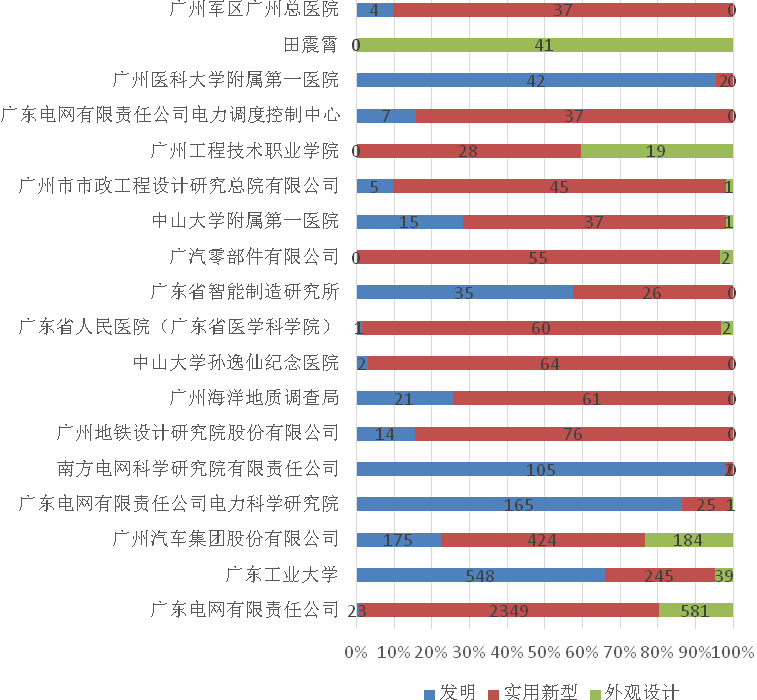 广州军区广州总医院 4 37 0
田震霄 0 41
广州医科大学附属第一医院 42 2 0
广东电网有限责任公司电力调度控制中心 7 37 0
广州工程技术职业学院 0 28 19
广州市市政工程设计研究总院有限公司 5 45 1
中山大学附属第一医院 15 37 1
广汽零部件有限公司 0 55 2
广东省智能制造研究所 35 26 0
广东省人民医院（广东省医学科学院） 1 60 2
中山大学孙逸仙纪念医院 2 64 0
广州海洋地质调查局 21 61 0
广州地铁设计研究院股份有限公司 14 76 0
南方电网科学研究院有限责任公司 105 2 0
广东电网有限责任公司电力科学研究院 165 25 1
广州汽车集团股份有限公司 175 424 184
广东工业大学 548 245 39
广东电网有限责任公司 23 2349 581
0% 10% 20% 30% 40% 50% 60% 70% 80% 90% 100%
发明 实用新型 外观设计